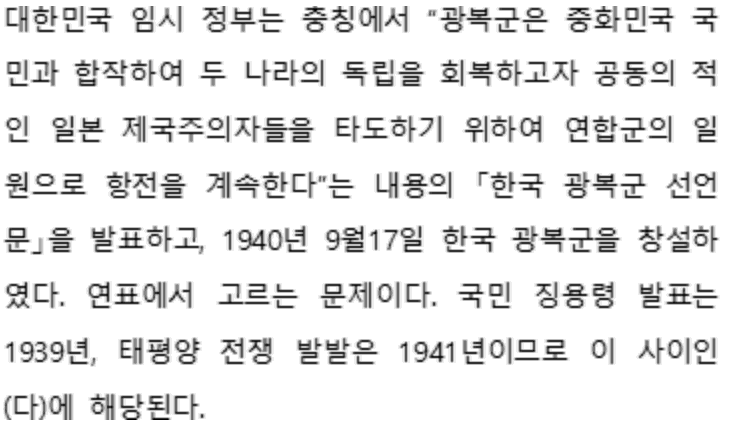 대한민국 임시 정부는 충칭에서 "광복군은 중화민국 국
민과 합작하여 두 나라의 독립을 회복하고자 공동의 적
인 일본 제국주의자들을 타도하기 위하여 연합군의 일
원으로 항전을 계속한다"는 내용의 「한국 광복군 선언
문」을 발표하고, 1940년 9월17일 한국 광복군을 창설하
였다. 연표에서 고르는 문제이다. 국민 징용령 발표는
1939년, 태평양 전쟁 발발은 1941년이므로 이 사이인
(다)에 해당된다.